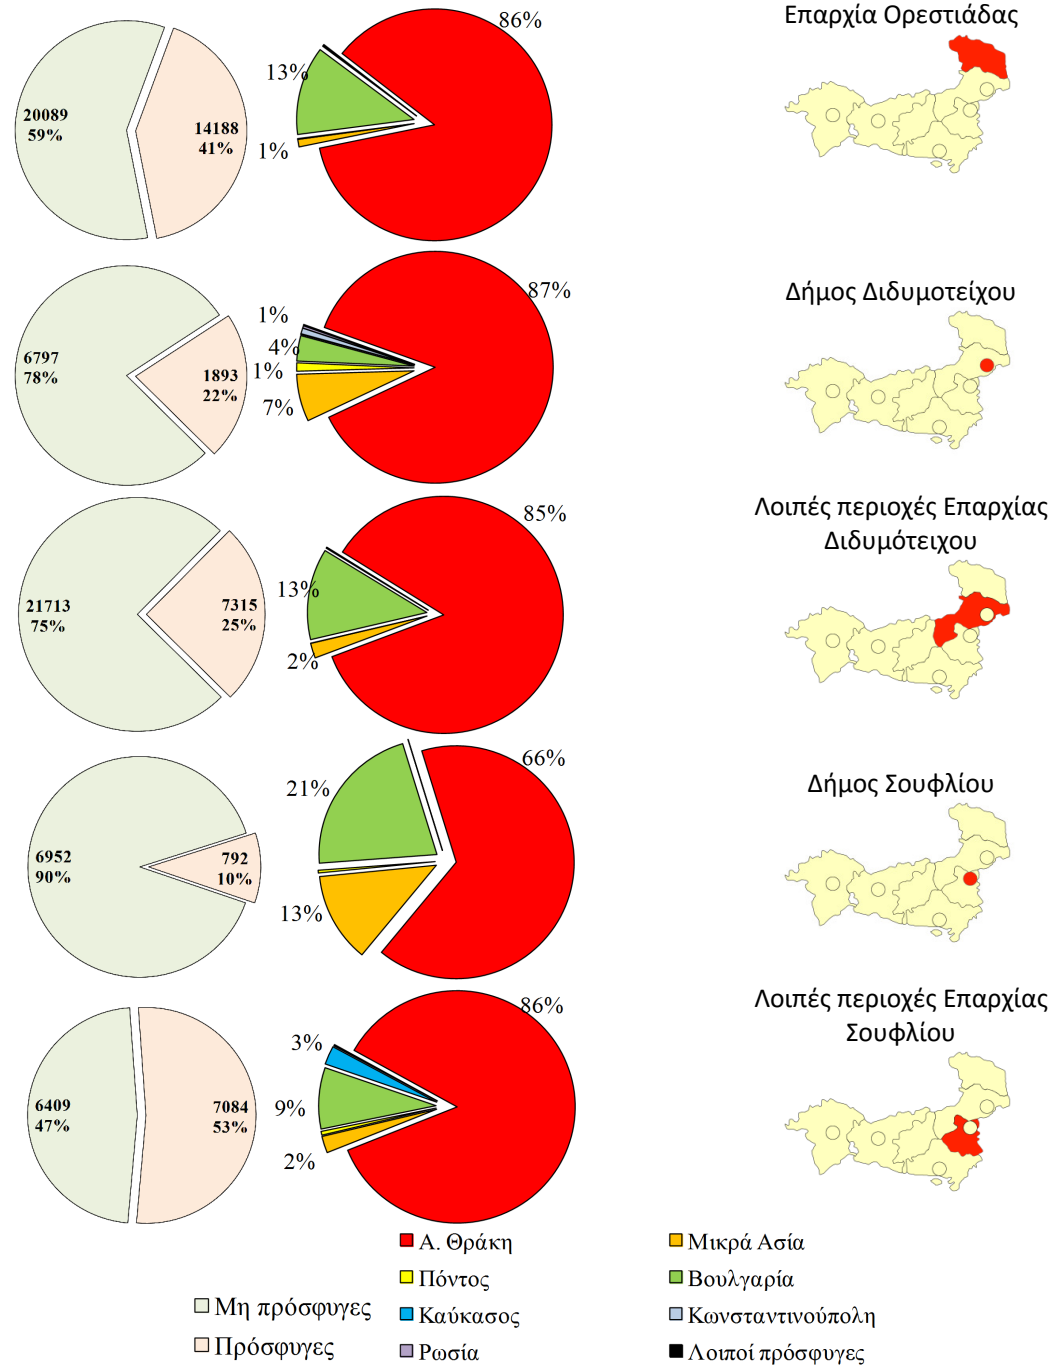 Επαρχία Ορεστιάδας
20089
59%
14188
41%
86%
13%
1%
Δήμος Διδυμοτείχου
6797
78%
1893
22%
87%
1%
4%
1%
7%
Λοιπές περιοχές Επαρχίας
Διδυμότειχου
21713
75%
7315
25%
85%
13%
2%
Δήμος Σουφλίου
6952
90%
792
10%
66%
21%
13%
Λοιπές περιοχές Επαρχίας
Σουφλίου
6409
47%
7084
53%
86%
3%
9%
2%
Μη πρόσφυγες
Πρόσφυγες
Α. Θράκη
Μικρά Ασία
Πόντος
Βουλγαρία
Καύκασος
Κωνσταντινούπολη
Ρωσία
Λοιποί πρόσφυγες